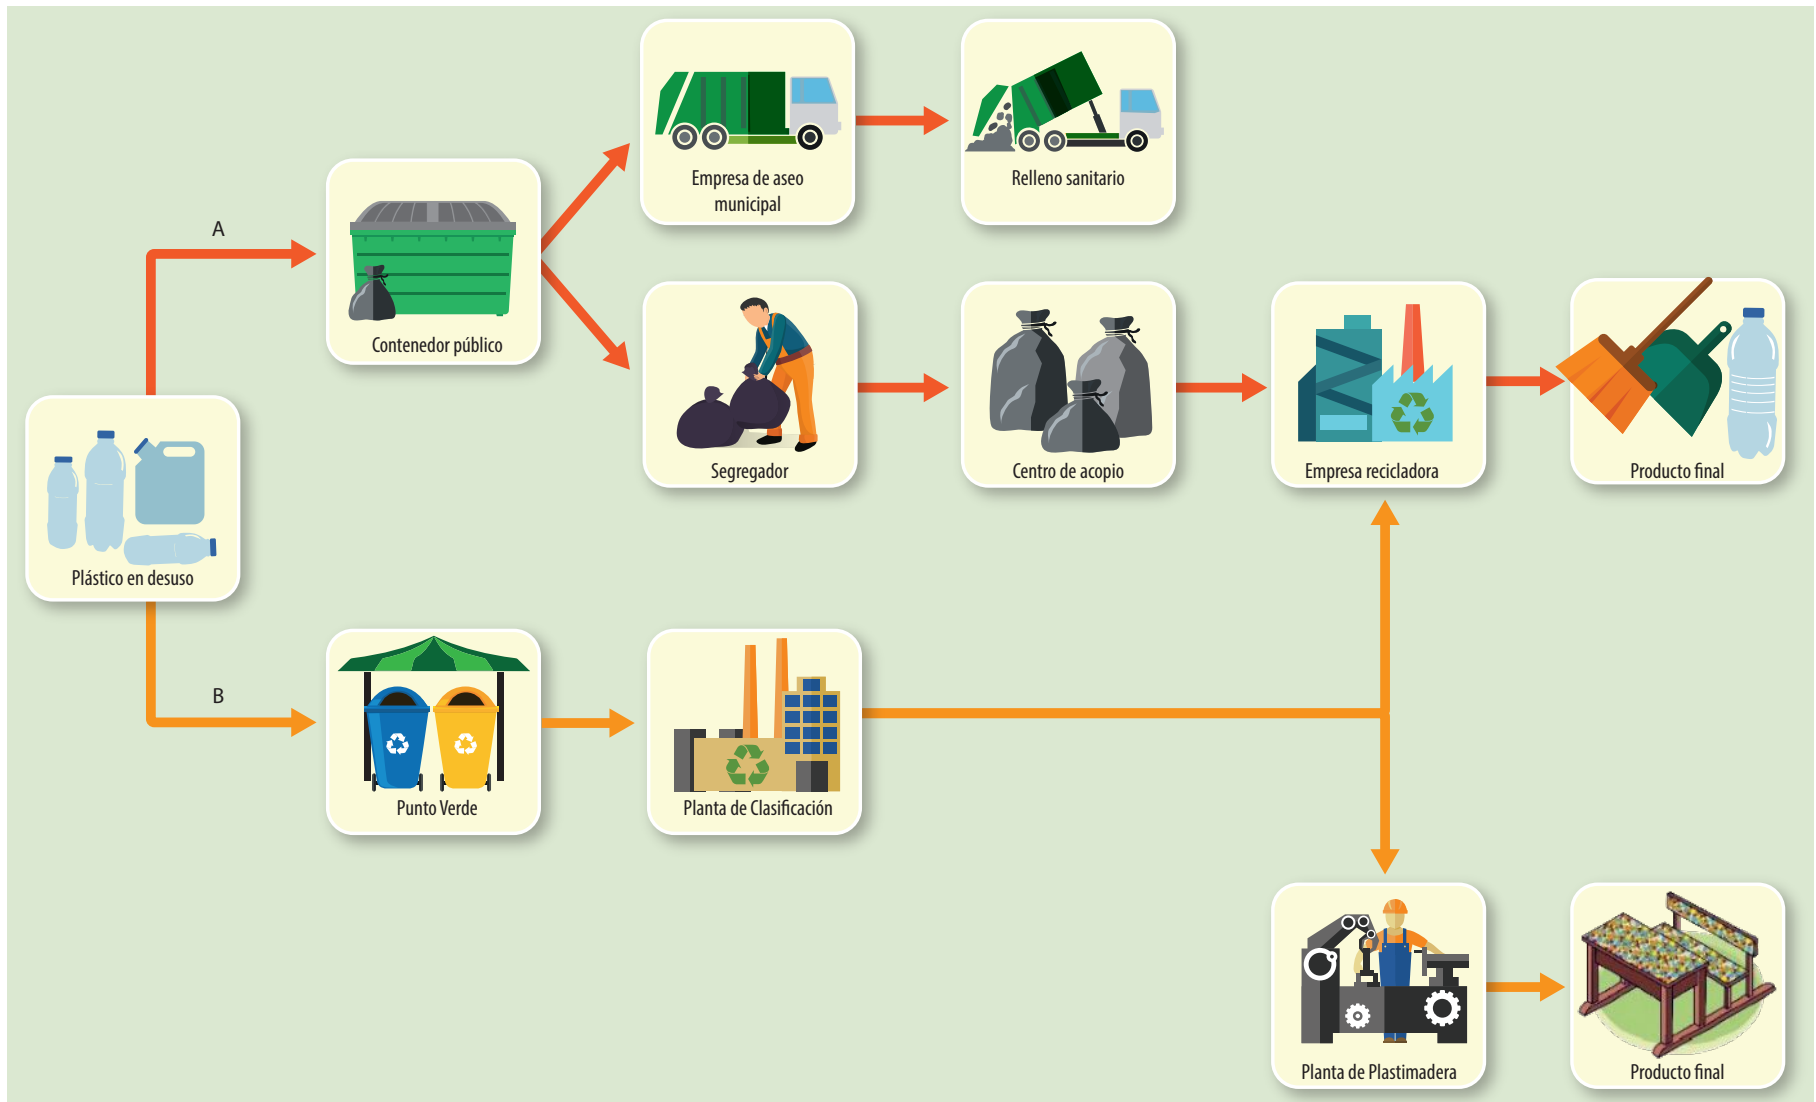 Empresa de aseo
municipal
Relleno sanitario
A
Contenedor público
Segregador
Centro de acopio
Empresa recicladora
Producto final
Plástico en desuso
B
Punto Verde
Planta de Clasificación
Planta de Plastimadera
Producto final